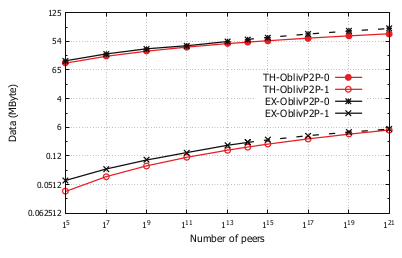 125
54
65
4
6
0.12
0.0512
0.062512
TH-OblivP2P-0
TH-OblivP2P-1
EX-OblivP2P-0
EX-OblivP2P-1
Data (MByte)
1^5 1^7 1^9 1^11 1^13 1^15 1^17 1^19 1^21
Number of peers